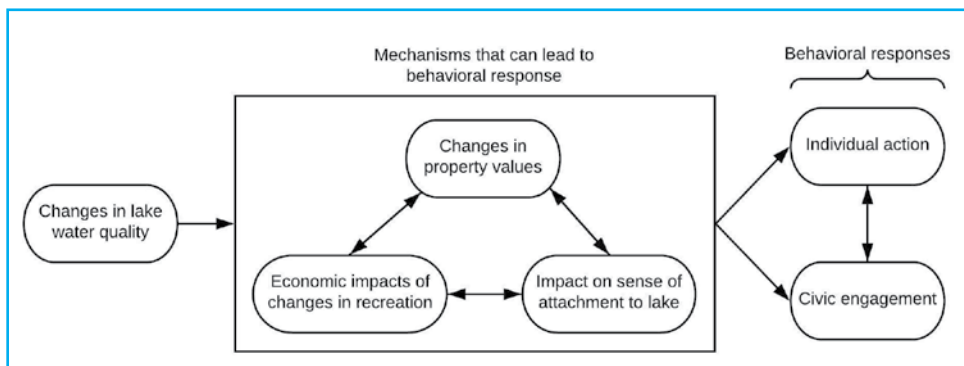 Mechanisms that can lead to
behavioral response
Behavioral responses
Changes in
property values
Individual action
Changes in lake
water quality
Economic impacts of
changes in recreation
Impact on sense of
attachment to lake
Civic engagement